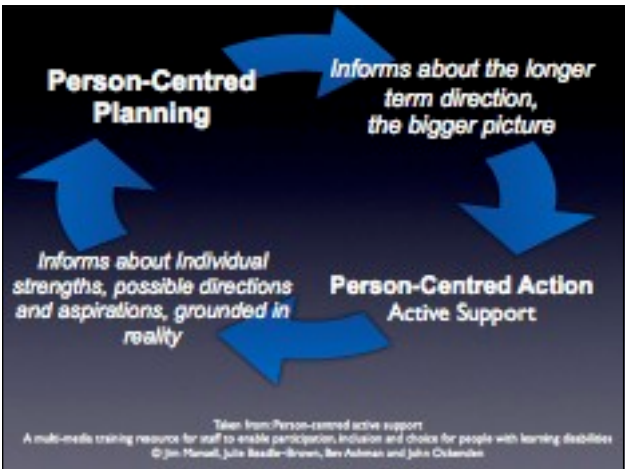 Person-Centred
Planning
Informs about the longer
term direction,
the bigger picture
Person-Centred Action
Active Support
Informs about Individual
strengths, possible directions
and aspirations, grounded in
reality
Taken from: Person-centred active support
A multi-media training resource for staff to enable participation, inclusion and choice for people with learning disabilities
© Jim Mansell, Julie Beadle-Brown, Bev Ashman and John Ockenden